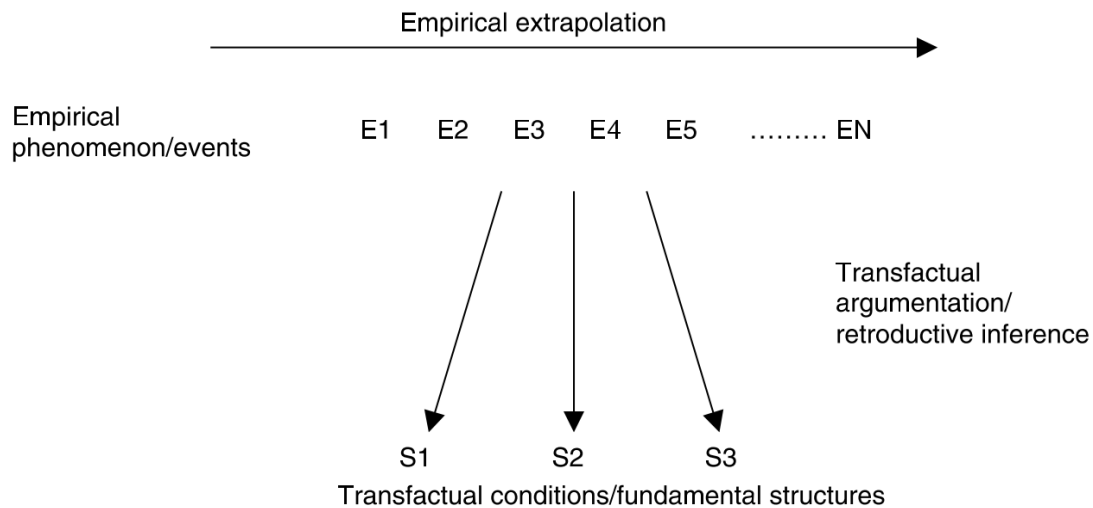 Empirical extrapolation
Empirical
phenomenon/events
E1 E2 E3 E4 E5 ……… EN
Transfactual
argumentation/
retroductive inference
S1 S2 S3
Transfactual conditions/fundamental structures